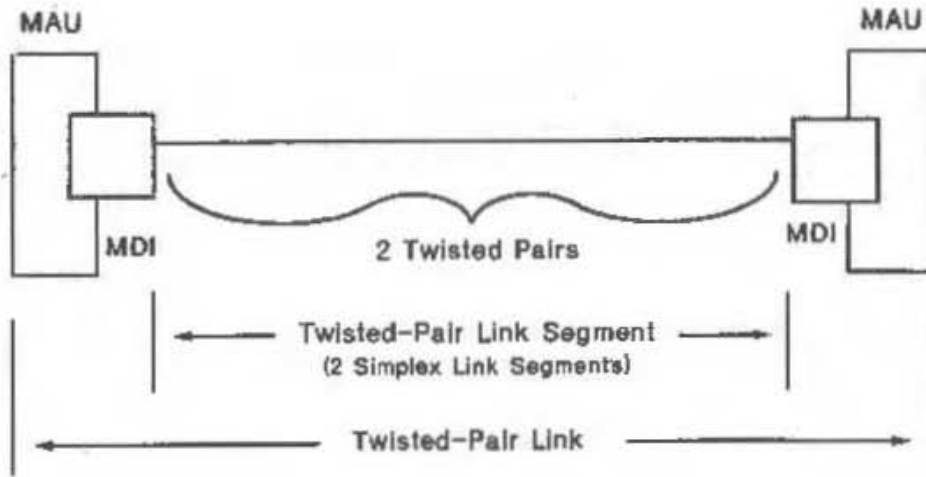 MAU
MAU
MDI
MDI
2 Twisted Pairs
Twisted-Pair Link Segment
(2 Simplex Link Segments)
Twisted-Pair Link